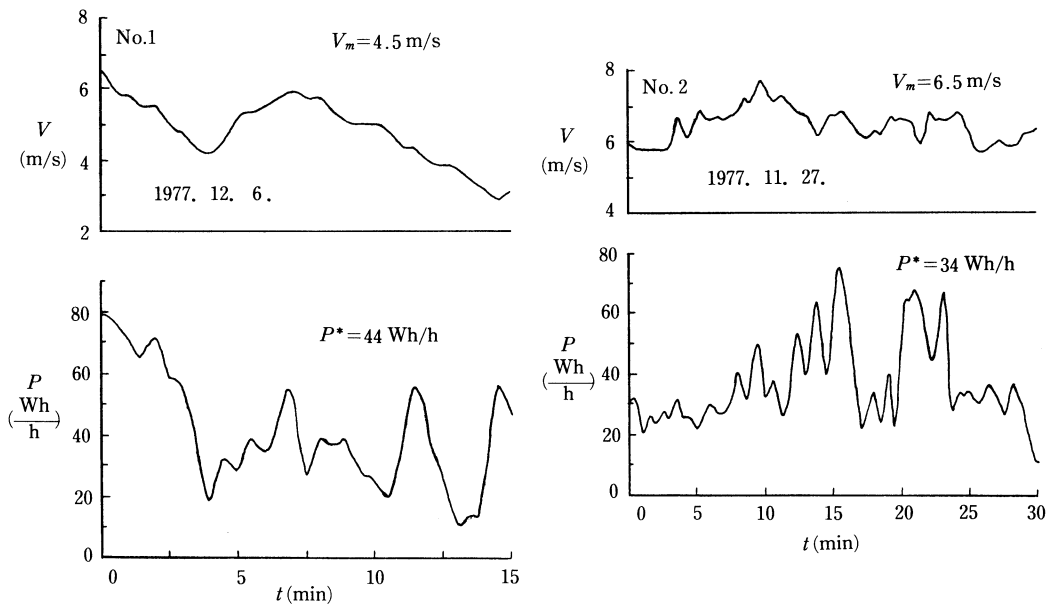 No.1
Vm=4.5 m/s
8
6
4
2
V
(m/s)
1977. 12. 6.
P*=44 Wh/h
80
60
40
20
0
P
(Wh/h)
0 5 10 15
t (min)
No. 2
Vm=6.5 m/s
8
6
4
V
(m/s)
1977. 11. 27.
P*=34 Wh/h
80
60
40
20
0
P
(Wh/h)
0 5 10 15 20 25 30
t (min)